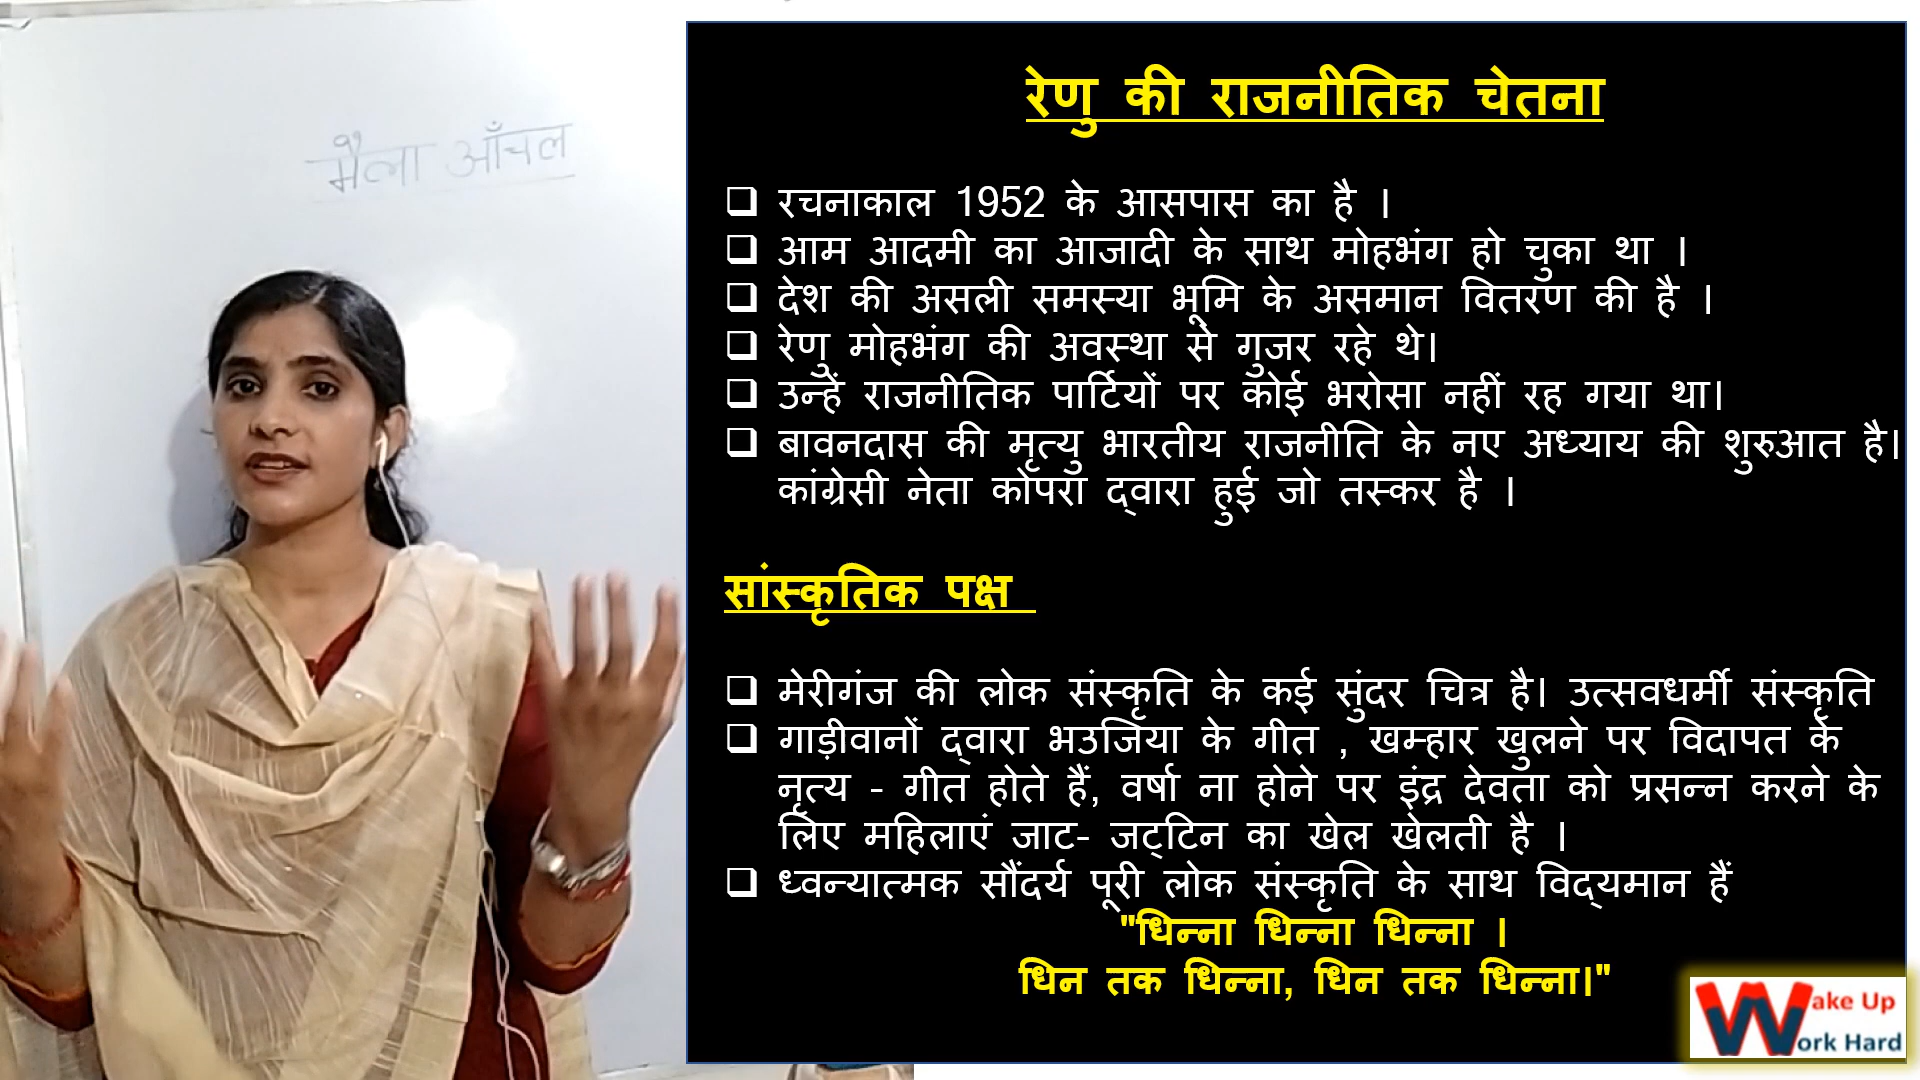 मैला आँचल
रेणु की राजनीतिक चेतना
❑ रचनाकाल 1952 के आसपास का है ।
❑ आम आदमी का आजादी के साथ मोहभंग हो चुका था ।
❑ देश की असली समस्या भूमि के असमान वितरण की है ।
❑ रेणु मोहभंग की अवस्था से गुजर रहे थे।
❑ उन्हें राजनीतिक पार्टियों पर कोई भरोसा नहीं रह गया था।
❑ बावनदास की मृत्यु भारतीय राजनीति के नए अध्याय की शुरुआत है।
कांग्रेसी नेता कोपरा द्वारा हुई जो तस्कर है ।
सांस्कृतिक पक्ष
❑ मेरीगंज की लोक संस्कृति के कई सुंदर चित्र है। उत्सवधर्मी संस्कृति
❑ गाड़ीवानों द्वारा भउजिया के गीत , खम्हार खुलने पर विदापत के
नृत्य - गीत होते हैं, वर्षा ना होने पर इंद्र देवता को प्रसन्न करने के
लिए महिलाएं जाट- जट्टिन का खेल खेलती है ।
❑ ध्वन्यात्मक सौंदर्य पूरी लोक संस्कृति के साथ विद्यमान हैं
"धिन्ना धिन्ना धिन्ना ।
धिन तक धिन्ना, धिन तक धिन्ना।"
Wake Up
Work Hard